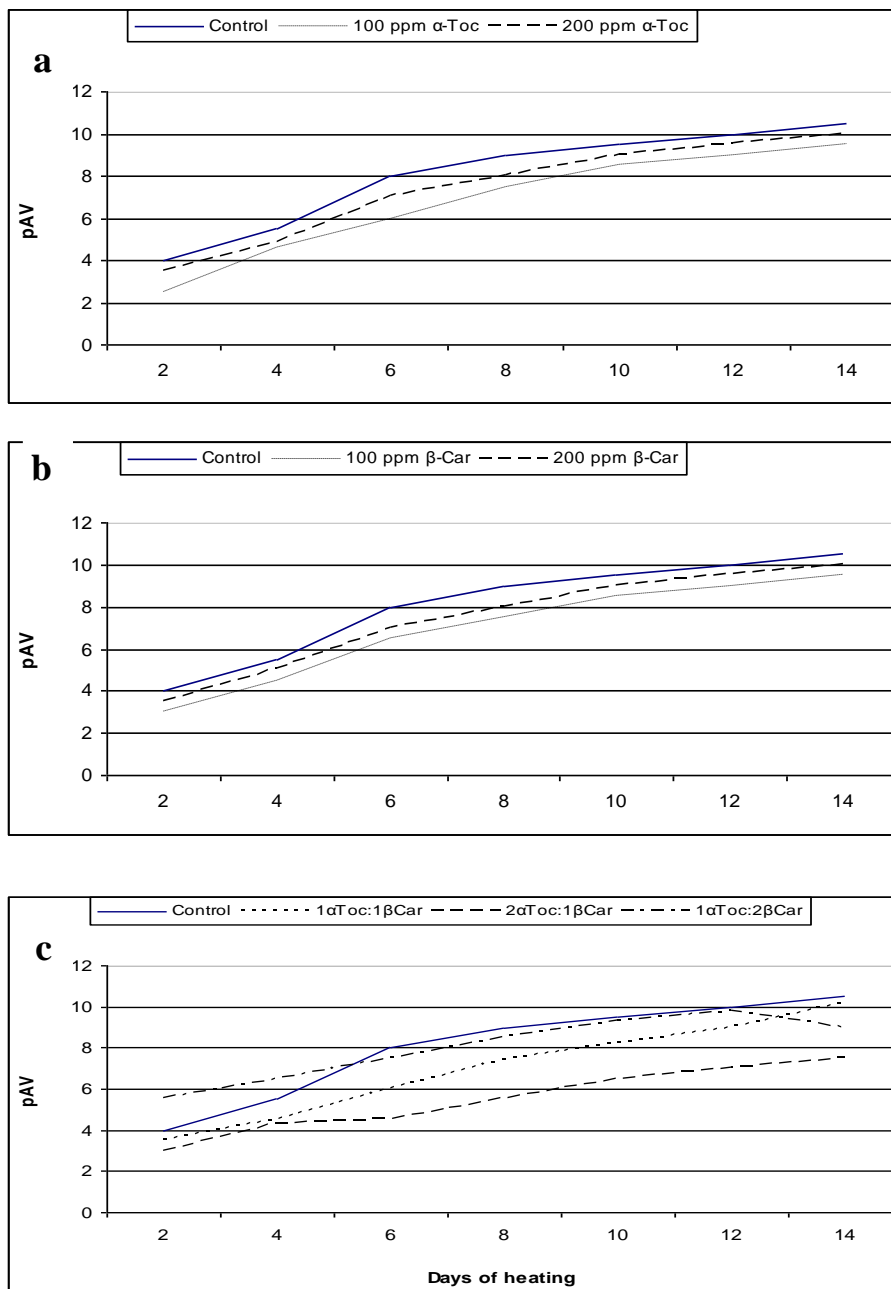 Control 100 ppm α-Toc 200 ppm α-Toc
a
12
10
8
6
4
2
0
pAV
2 4 6 8 10 12 14
Control 100 ppm β-Car 200 ppm β-Car
b
12
10
8
6
4
2
0
pAV
2 4 6 8 10 12 14
Control 1αToc:1βCar 2αToc:1βCar 1αToc:2βCar
c
12
10
8
6
4
2
0
pAV
2 4 6 8 10 12 14
Days of heating